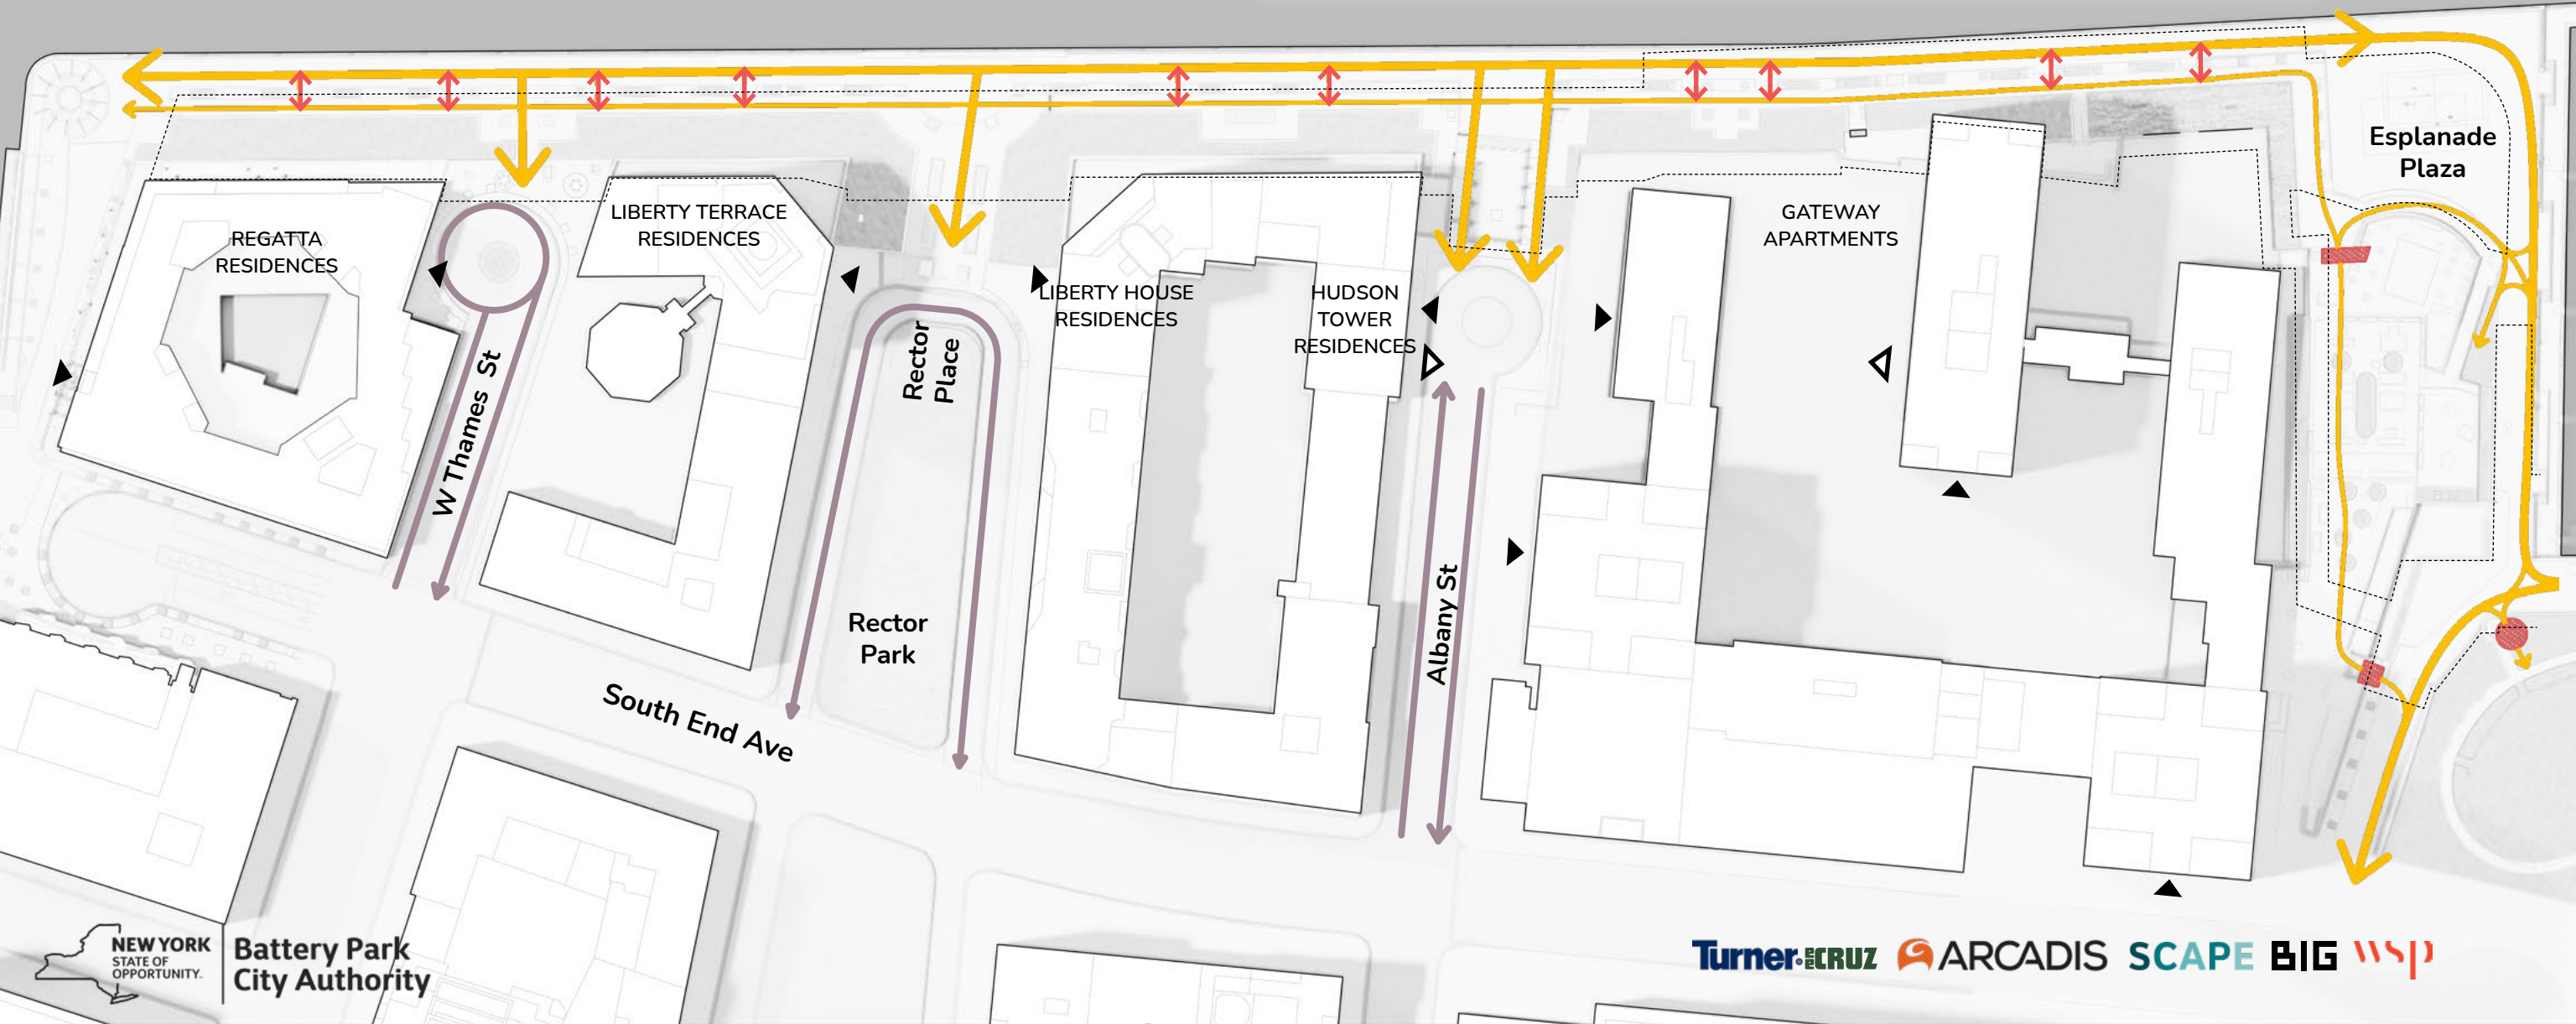 Esplanade
Plaza
REGATTA
RESIDENCES
LIBERTY TERRACE
RESIDENCES
GATEWAY
APARTMENTS
LIBERTY HOUSE
RESIDENCES
HUDSON
TOWER
RESIDENCES
W Thames St
Rector
Place
Albany St
Rector
Park
South End Ave
NEW YORK
STATE OF
OPPORTUNITY.
Battery Park
City Authority
Turner
CRUZ
ARCADIS
SCAPE
BIG
wsp